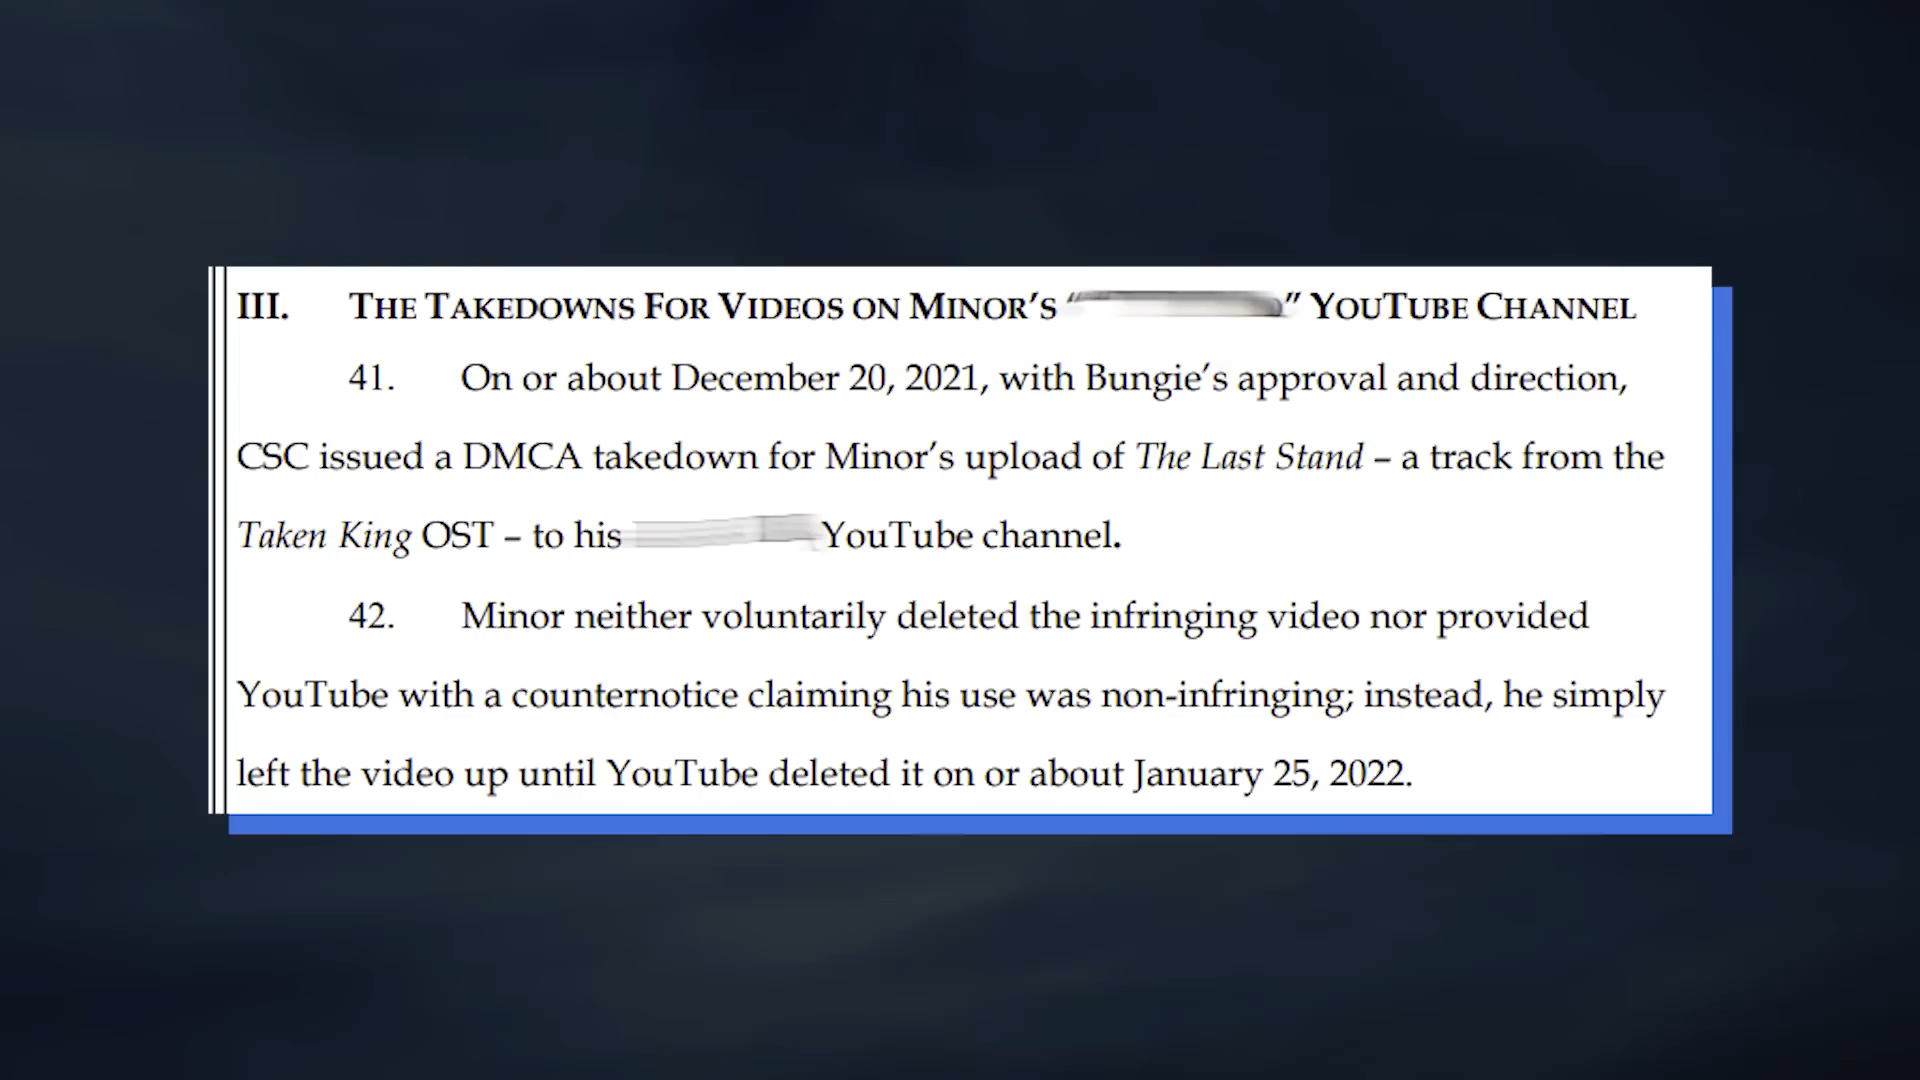 III. THE TAKEDOWNS FOR VIDEOS ON MINOR’S “ ” YOUTUBE CHANNEL
41. On or about December 20, 2021, with Bungie’s approval and direction,
CSC issued a DMCA takedown for Minor’s upload of The Last Stand – a track from the
Taken King OST – to his YouTube channel.
42. Minor neither voluntarily deleted the infringing video nor provided
YouTube with a counternotice claiming his use was non-infringing; instead, he simply
left the video up until YouTube deleted it on or about January 25, 2022.